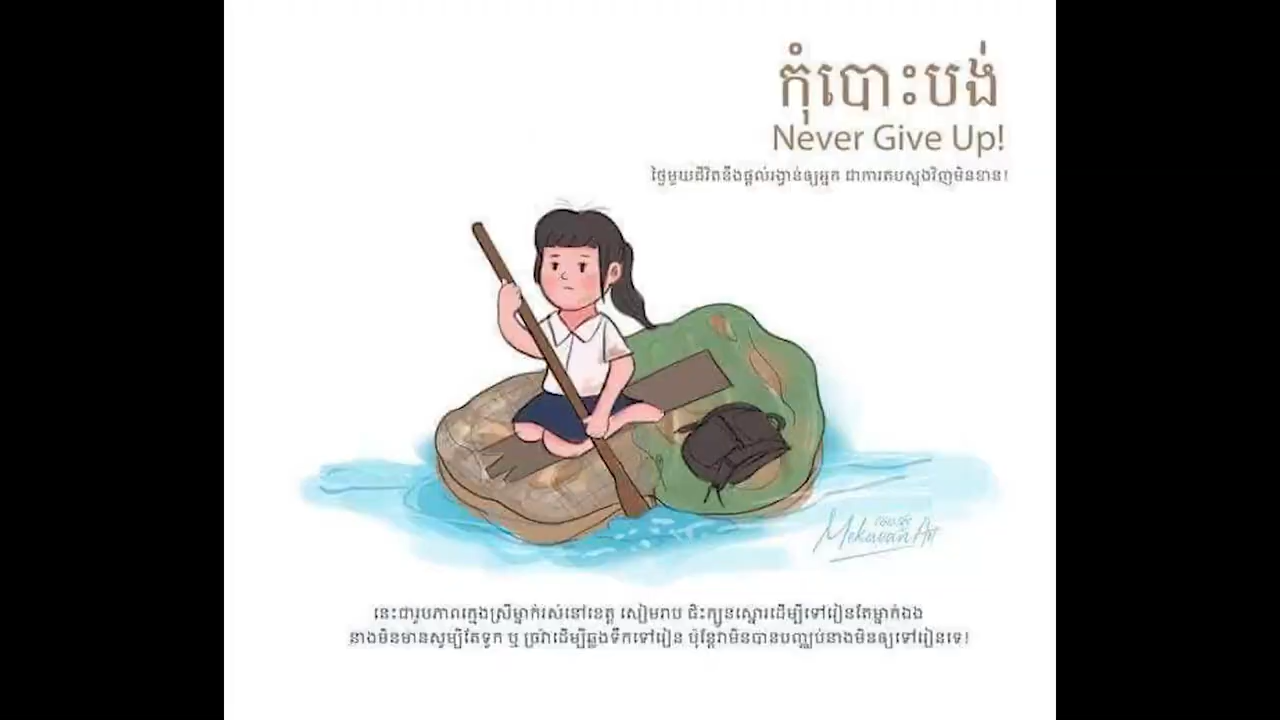 កុំបោះបង់
Never Give Up!
ថ្ងៃមួយជីវិតនឹងផ្ដល់រង្វាន់ឲ្យអ្នក ជាការតបស្នងវិញមិនខាន!
Mekuvan Art
នេះជារូបភាពក្មេងស្រីម្នាក់រស់នៅខេត្ត សៀមរាប ជិះក្បូនស្នោរដើម្បីទៅរៀនតែម្នាក់ឯង
នាងមិនមានសូម្បីតែទូក ឬ ច្រវ៉ាដើម្បីឆ្លងទឹកទៅរៀន ប៉ុន្តែវាមិនបានបញ្ឈប់នាងមិនឲ្យទៅរៀនទេ!